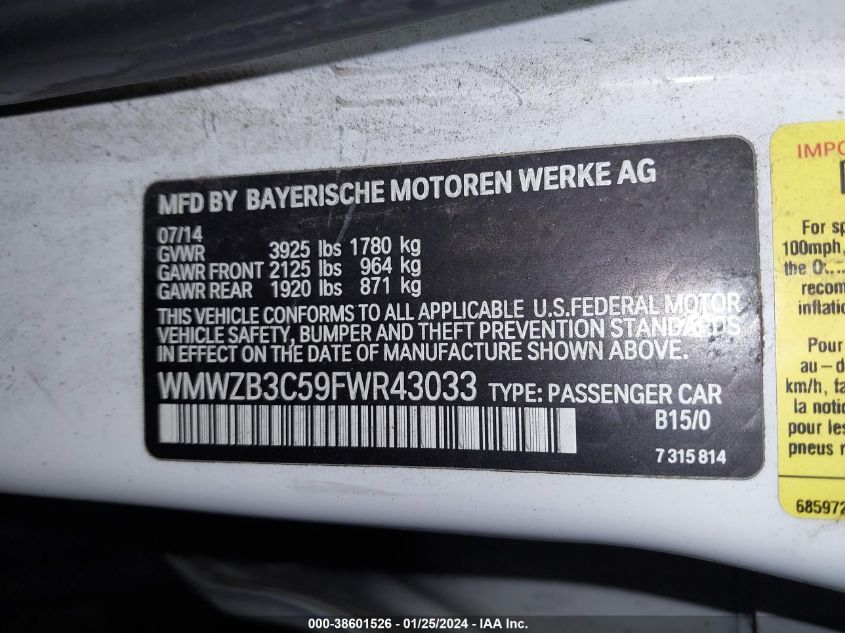 MFD BY BAYERISCHE MOTOREN WERKE AG
07/14
GVWR 3925 lbs 1780 kg
GAWR FRONT 2125 lbs 964 kg
GAWR REAR 1920 lbs 871 kg
THIS VEHICLE CONFORMS TO ALL APPLICABLE U.S.FEDERAL MOTOR
VEHICLE SAFETY, BUMPER AND THEFT PREVENTION STANDARDS
IN EFFECT ON THE DATE OF MANUFACTURE SHOWN ABOVE.
WMWZB3C59FWR43033 TYPE: PASSENGER CAR
B15/0
7 315 814
IMPO
For sp
100mph,
the O
recom
inflatio
Pour
au-d
km/h, fa
la notic
pour les
pneus r
685972
000-38601526 - 01/25/2024 - IAA Inc.